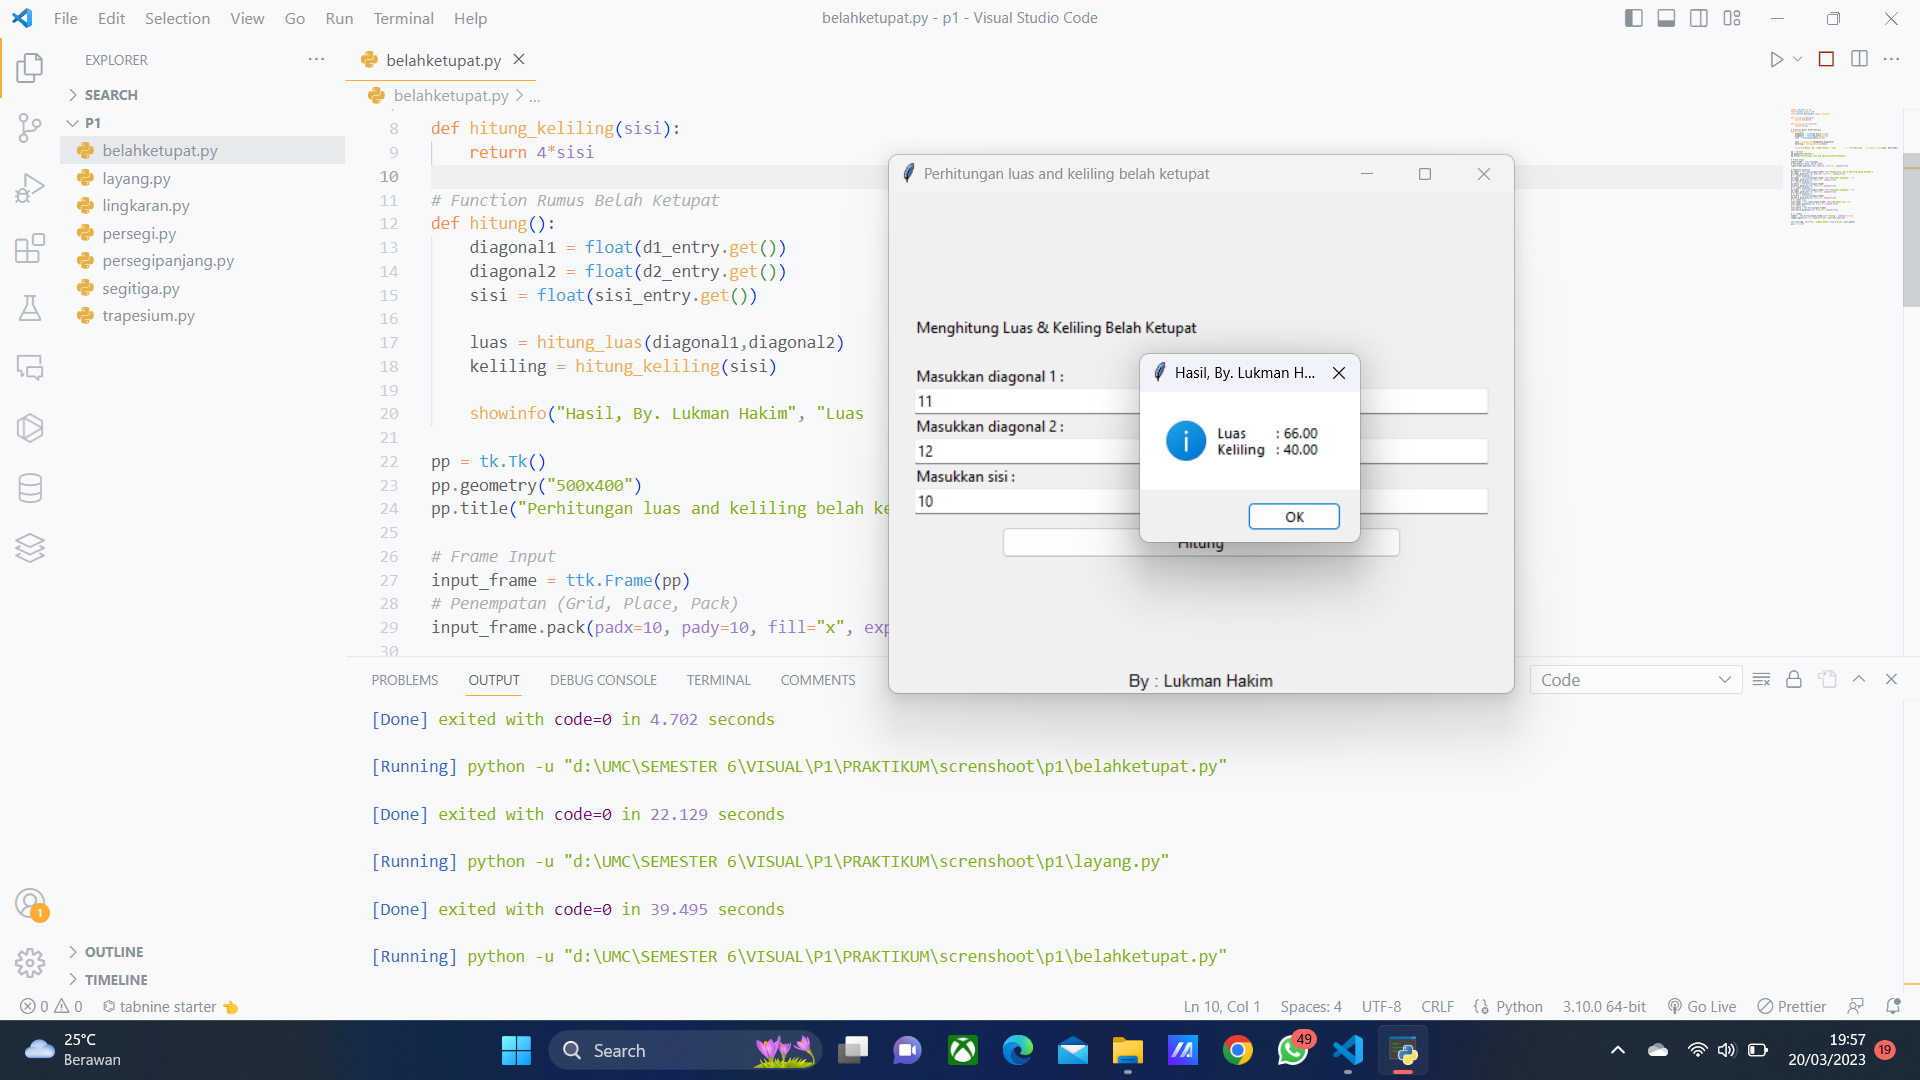 File Edit Selection View Go Run Terminal Help
belahketupat.py - p1 - Visual Studio Code
EXPLORER
SEARCH
P1
belahketupat.py
layang.py
lingkaran.py
persegi.py
persegipanjang.py
segitiga.py
trapesium.py
OUTLINE
TIMELINE
1
belahketupat.py
belahketupat.py > ...
8 def hitung_keliling(sisi):
9 return 4*sisi
10
11 # Function Rumus Belah Ketupat
12 def hitung():
13 diagonal1 = float(d1_entry.get())
14 diagonal2 = float(d2_entry.get())
15 sisi = float(sisi_entry.get())
16
17 luas = hitung_luas(diagonal1,diagonal2)
18 keliling = hitung_keliling(sisi)
19
20 showinfo("Hasil, By. Lukman Hakim", "Luas
21
22 pp = tk.Tk()
23 pp.geometry("500x400")
24 pp.title("Perhitungan luas and keliling belah ke
25
26 # Frame Input
27 input_frame = ttk.Frame(pp)
28 # Penempatan (Grid, Place, Pack)
29 input_frame.pack(padx=10, pady=10, fill="x", exp
30
Perhitungan luas and keliling belah ketupat
Menghitung Luas & Keliling Belah Ketupat
Masukkan diagonal 1 :
11
Masukkan diagonal 2 :
12
Masukkan sisi :
10
Hitung
By : Lukman Hakim
Hasil, By. Lukman H...
Luas : 66.00
Keliling : 40.00
OK
PROBLEMS OUTPUT DEBUG CONSOLE TERMINAL COMMENTS
Code
[Done] exited with code=0 in 4.702 seconds
[Running] python -u "d:\UMC\SEMESTER 6\VISUAL\P1\PRAKTIKUM\screnshoot\p1\belahketupat.py"
[Done] exited with code=0 in 22.129 seconds
[Running] python -u "d:\UMC\SEMESTER 6\VISUAL\P1\PRAKTIKUM\screnshoot\p1\layang.py"
[Done] exited with code=0 in 39.495 seconds
[Running] python -u "d:\UMC\SEMESTER 6\VISUAL\P1\PRAKTIKUM\screnshoot\p1\belahketupat.py"
0 0 tabnine starter
Ln 10, Col 1 Spaces: 4 UTF-8 CRLF Python 3.10.0 64-bit Go Live Prettier
25°C
Berawan
Search
49
19:57
20/03/2023
19